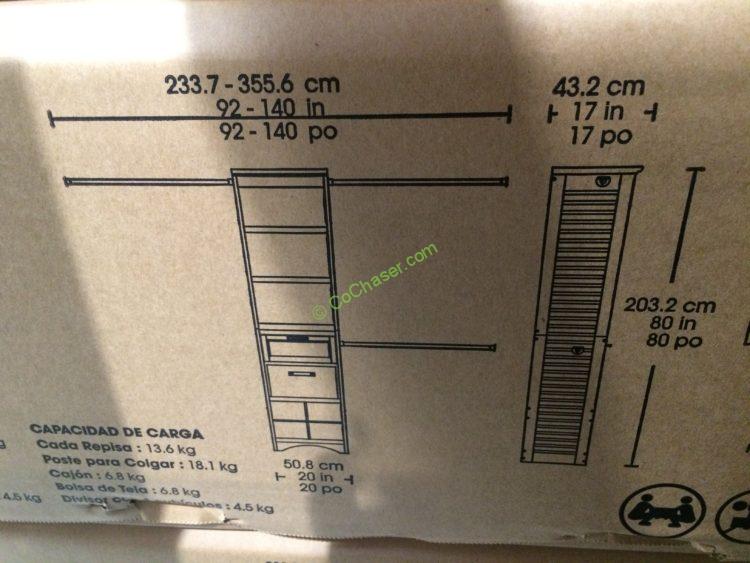 233.7 - 355.6 cm
92 - 140 in
92 - 140 po
43.2 cm
17 in
17 po
© CoChaser.com
203.2 cm
80 in
80 po
CAPACIDAD DE CARGA
Cada Repisa : 13.6 kg
Poste para Colgar : 18.1 kg
Cajón : 6.8 kg
Bolsa de Tela : 6.8 kg
4.5 kg
: 4.5 kg
50.8 cm
20 in
20 po